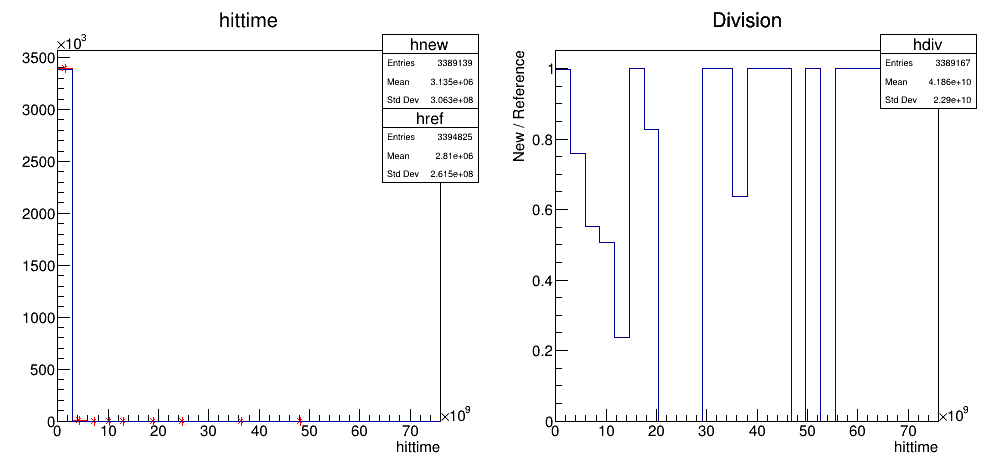 hittime
×10³
hnew
Entries 3389139
Mean 3.135e+06
Std Dev 3.063e+08
href
Entries 3394825
Mean 2.81e+06
Std Dev 2.615e+08
3500
3000
2500
2000
1500
1000
500
0
0 10 20 30 40 50 60 70
×10⁹
hittime
Division
hdiv
Entries 3389167
Mean 4.186e+10
Std Dev 2.29e+10
New / Reference
1
0.8
0.6
0.4
0.2
0
0 10 20 30 40 50 60 70
×10⁹
hittime